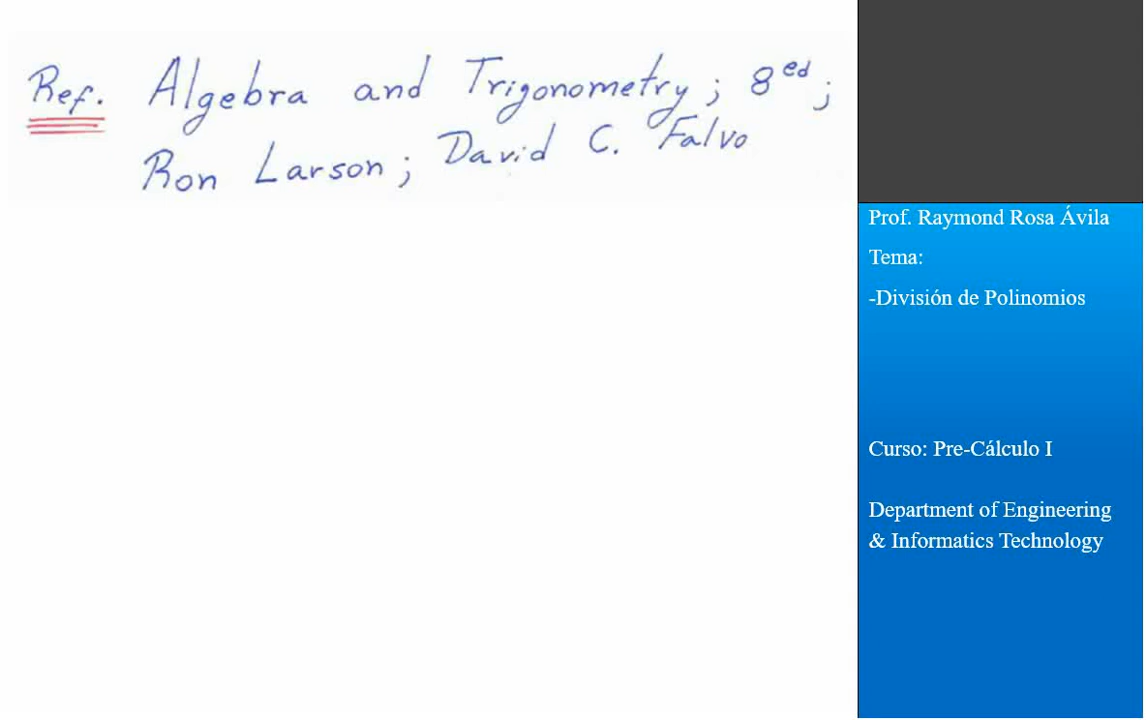 Ref. Algebra and Trigonometry; 8ed;
Ron Larson; David C. Falvo
Prof. Raymond Rosa Ávila
Tema:
-División de Polinomios
Curso: Pre-Cálculo I
Department of Engineering
& Informatics Technology